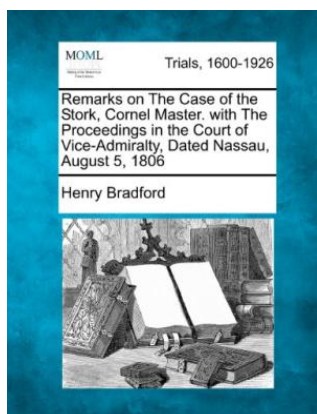 MOML
Trials, 1600-1926
Remarks on The Case of the
Stork, Cornel Master. with The
Proceedings in the Court of
Vice-Admiralty, Dated Nassau,
August 5, 1806
Henry Bradford